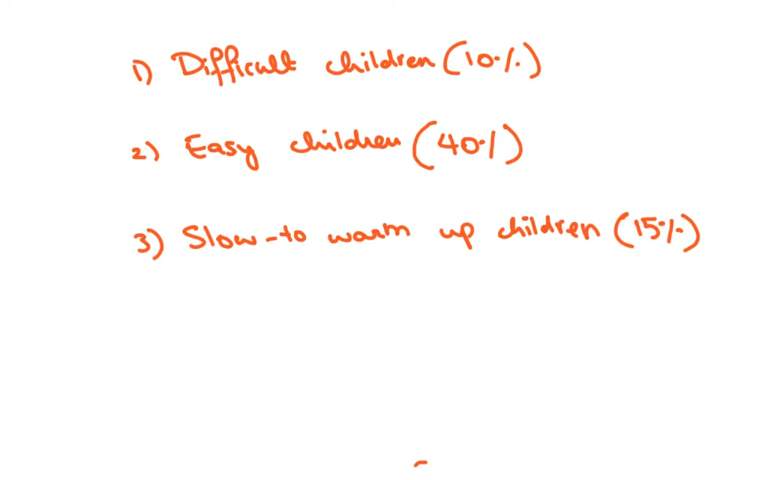 1) Difficult children (10%)
2) Easy children (40%)
3) Slow-to warm up children (15%)